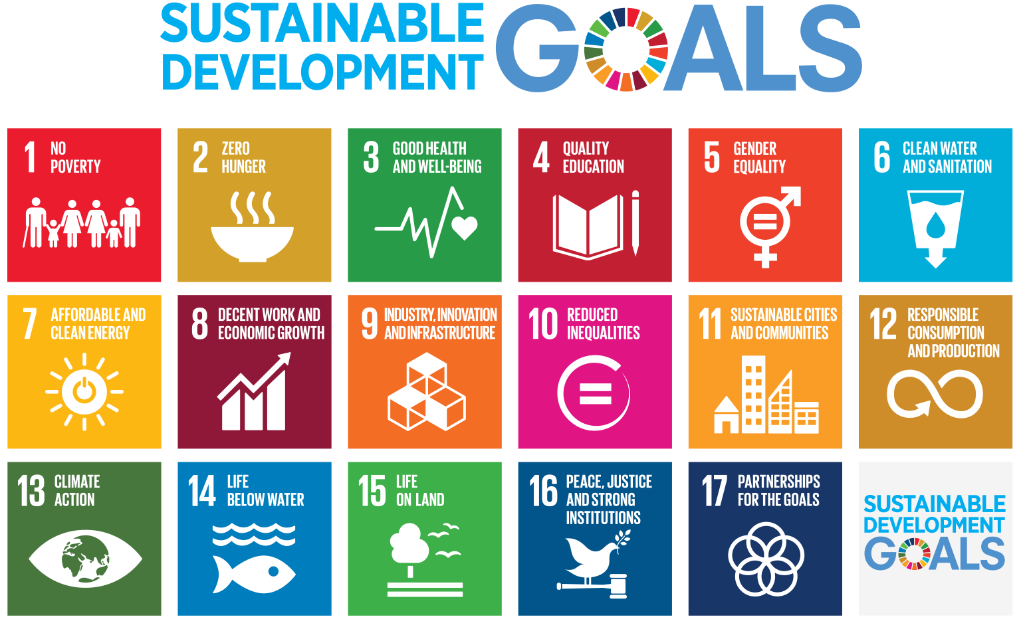 SUSTAINABLE
DEVELOPMENT
GOALS
1 NO
POVERTY
2 ZERO
HUNGER
3 GOOD HEALTH
AND WELL-BEING
4 QUALITY
EDUCATION
5 GENDER
EQUALITY
6 CLEAN WATER
AND SANITATION
7 AFFORDABLE AND
CLEAN ENERGY
8 DECENT WORK AND
ECONOMIC GROWTH
9 INDUSTRY, INNOVATION
AND INFRASTRUCTURE
10 REDUCED
INEQUALITIES
11 SUSTAINABLE CITIES
AND COMMUNITIES
12 RESPONSIBLE
CONSUMPTION
AND PRODUCTION
13 CLIMATE
ACTION
14 LIFE
BELOW WATER
15 LIFE
ON LAND
16 PEACE, JUSTICE
AND STRONG
INSTITUTIONS
17 PARTNERSHIPS
FOR THE GOALS
SUSTAINABLE
DEVELOPMENT
GOALS